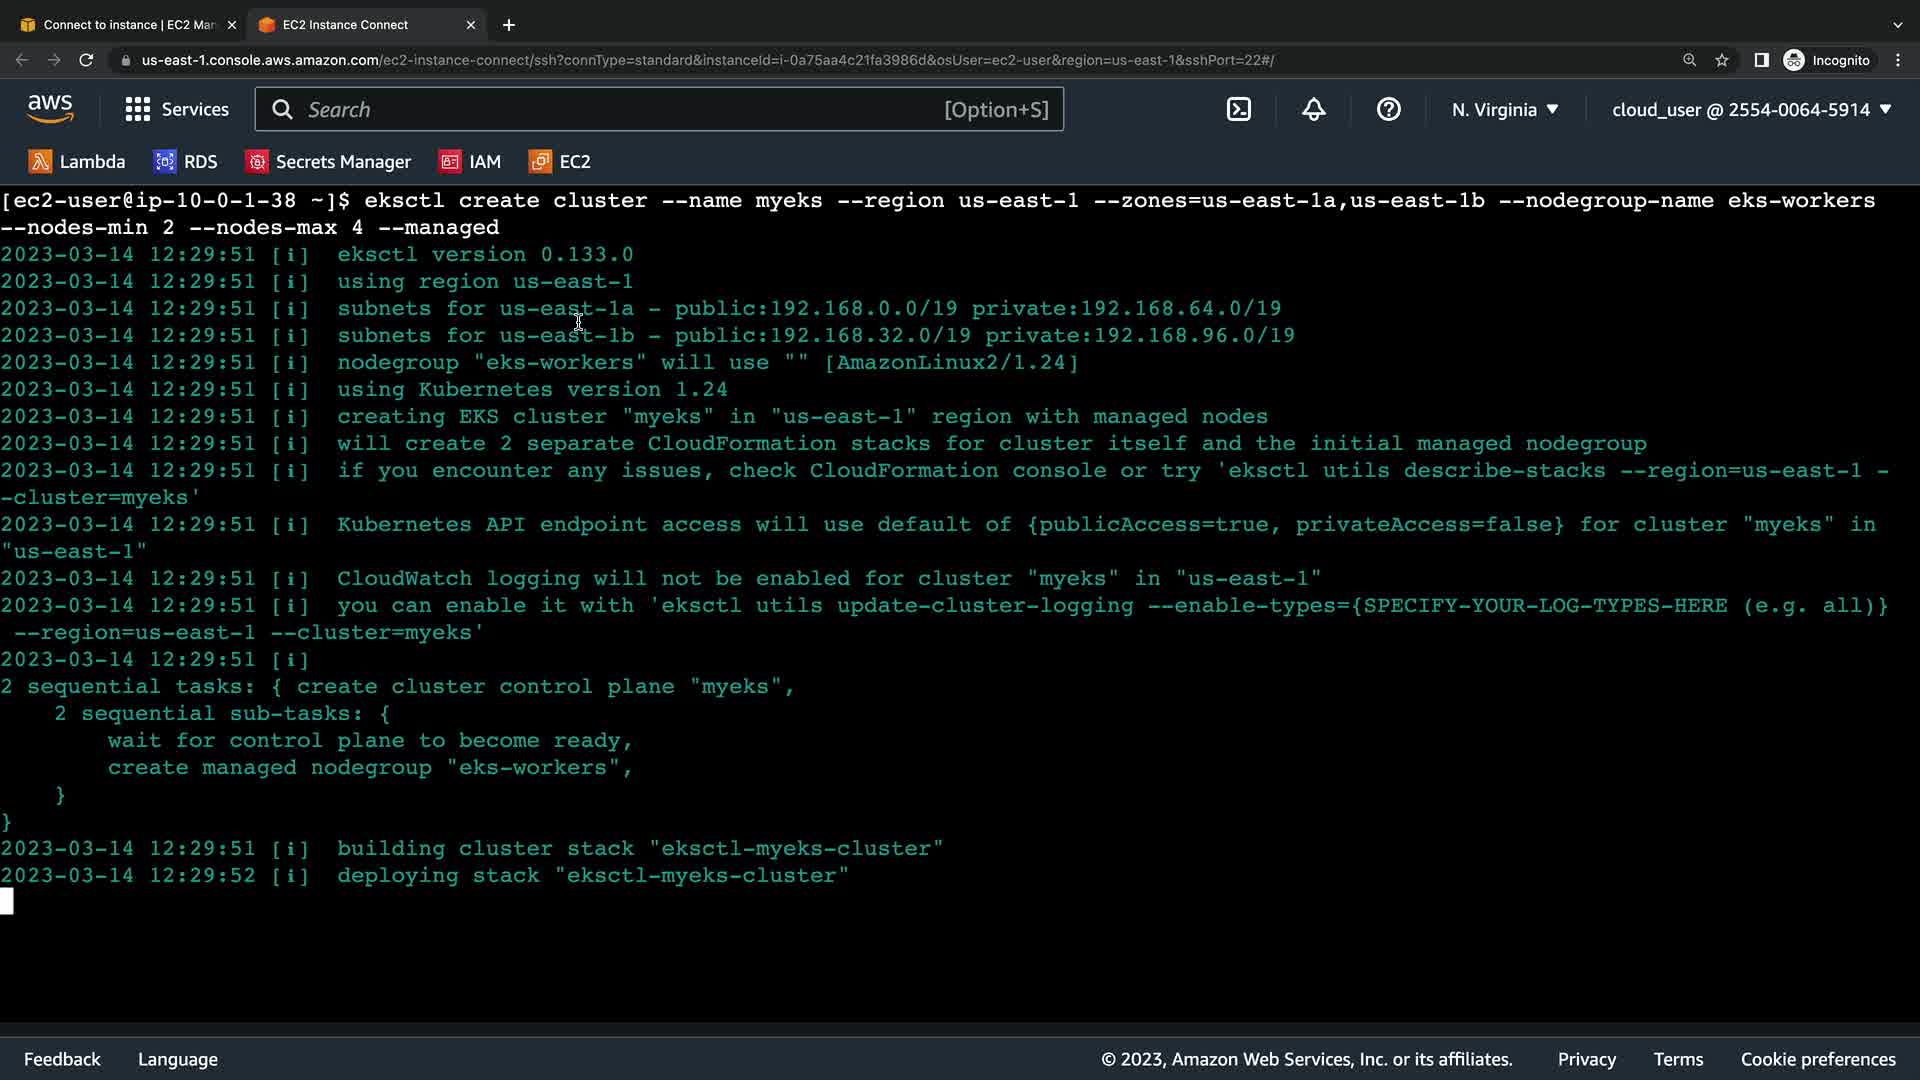 Connect to instance | EC2 Man
EC2 Instance Connect
us-east-1.console.aws.amazon.com/ec2-instance-connect/ssh?connType=standard&instanceId=i-0a75aa4c21fa3986d&osUser=ec2-user&region=us-east-1&sshPort=22#/
Incognito
aws
Services
Search
[Option+S]
N. Virginia
cloud_user @ 2554-0064-5914
Lambda
RDS
Secrets Manager
IAM
EC2
[ec2-user@ip-10-0-1-38 ~]$ eksctl create cluster --name myeks --region us-east-1 --zones=us-east-1a,us-east-1b --nodegroup-name eks-workers
--nodes-min 2 --nodes-max 4 --managed
2023-03-14 12:29:51 [ℹ]  eksctl version 0.133.0
2023-03-14 12:29:51 [ℹ]  using region us-east-1
2023-03-14 12:29:51 [ℹ]  subnets for us-east-1a - public:192.168.0.0/19 private:192.168.64.0/19
2023-03-14 12:29:51 [ℹ]  subnets for us-east-1b - public:192.168.32.0/19 private:192.168.96.0/19
2023-03-14 12:29:51 [ℹ]  nodegroup "eks-workers" will use "" [AmazonLinux2/1.24]
2023-03-14 12:29:51 [ℹ]  using Kubernetes version 1.24
2023-03-14 12:29:51 [ℹ]  creating EKS cluster "myeks" in "us-east-1" region with managed nodes
2023-03-14 12:29:51 [ℹ]  will create 2 separate CloudFormation stacks for cluster itself and the initial managed nodegroup
2023-03-14 12:29:51 [ℹ]  if you encounter any issues, check CloudFormation console or try 'eksctl utils describe-stacks --region=us-east-1 -
-cluster=myeks'
2023-03-14 12:29:51 [ℹ]  Kubernetes API endpoint access will use default of {publicAccess=true, privateAccess=false} for cluster "myeks" in
"us-east-1"
2023-03-14 12:29:51 [ℹ]  CloudWatch logging will not be enabled for cluster "myeks" in "us-east-1"
2023-03-14 12:29:51 [ℹ]  you can enable it with 'eksctl utils update-cluster-logging --enable-types={SPECIFY-YOUR-LOG-TYPES-HERE (e.g. all)}
--region=us-east-1 --cluster=myeks'
2023-03-14 12:29:51 [ℹ]
2 sequential tasks: { create cluster control plane "myeks",
2 sequential sub-tasks: {
wait for control plane to become ready,
create managed nodegroup "eks-workers",
}
}
2023-03-14 12:29:51 [ℹ]  building cluster stack "eksctl-myeks-cluster"
2023-03-14 12:29:52 [ℹ]  deploying stack "eksctl-myeks-cluster"
Feedback
Language
© 2023, Amazon Web Services, Inc. or its affiliates.
Privacy
Terms
Cookie preferences